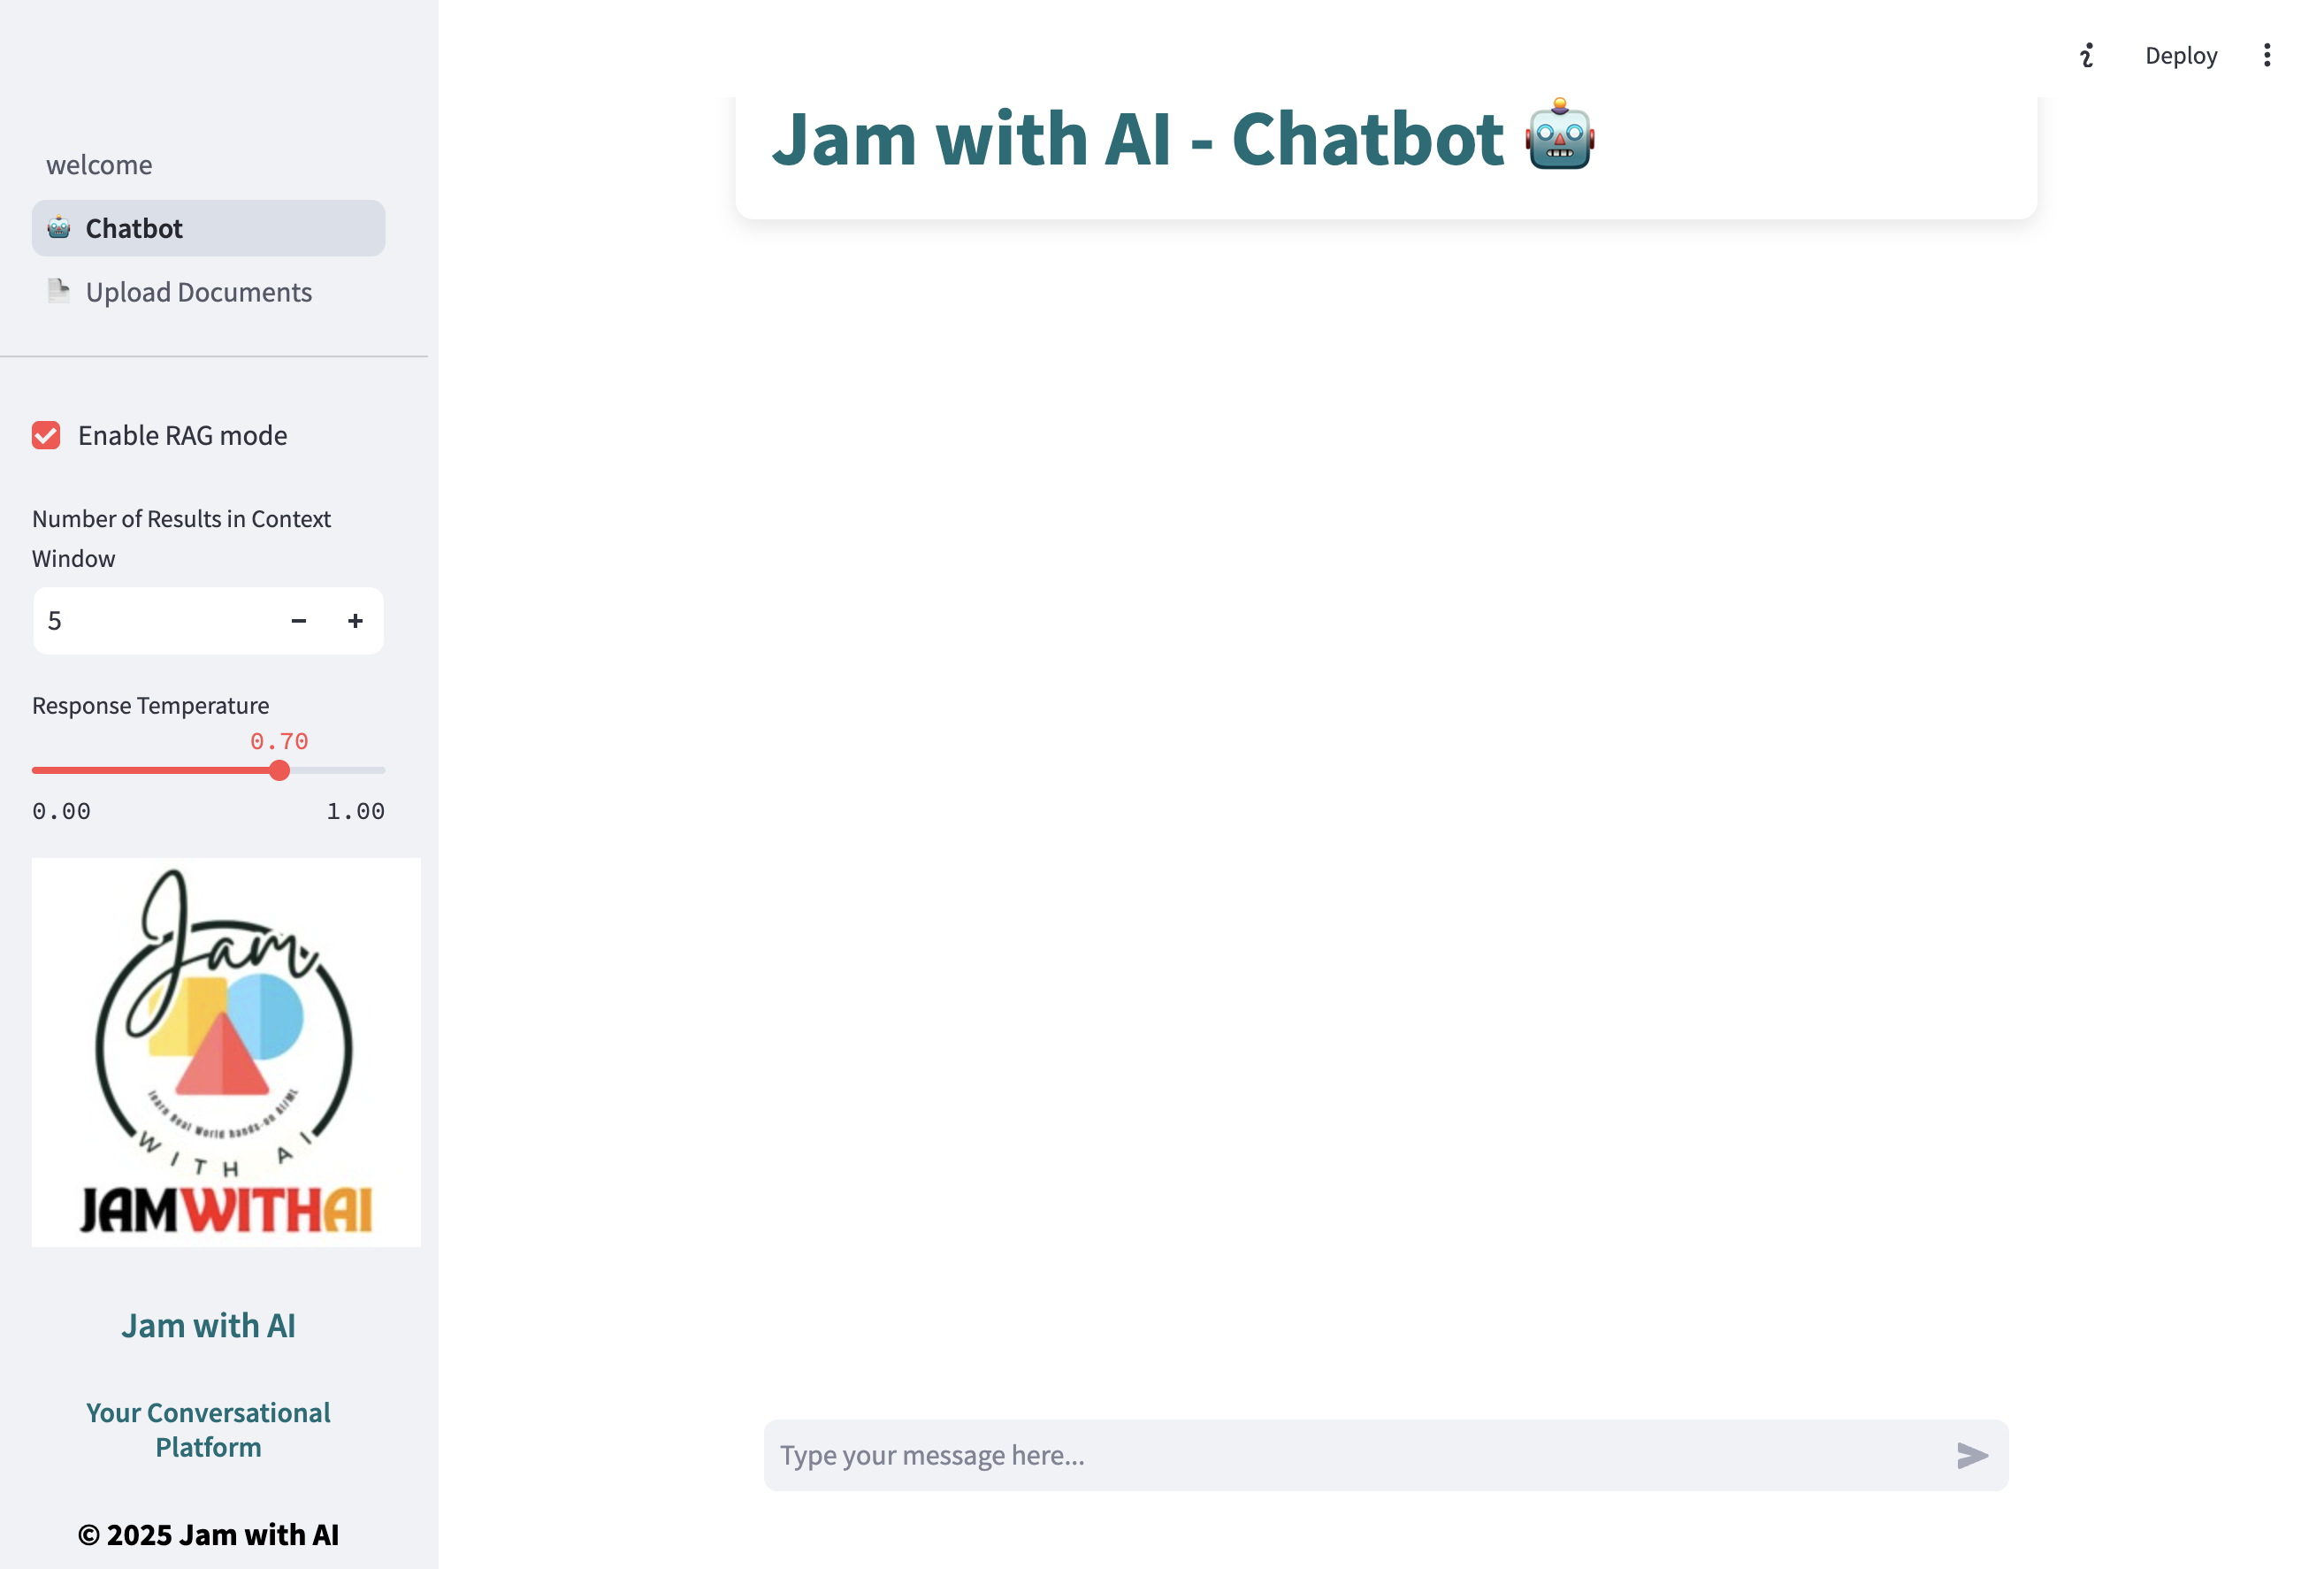 Deploy
welcome
Chatbot
Upload Documents
Enable RAG mode
Number of Results in Context
Window
5
Response Temperature
0.70
0.00 1.00
Jam
learn Real World hands-on AI/ML
WITH AI
JAMWITHAI
Jam with AI
Your Conversational
Platform
© 2025 Jam with AI
Jam with AI - Chatbot
Type your message here...